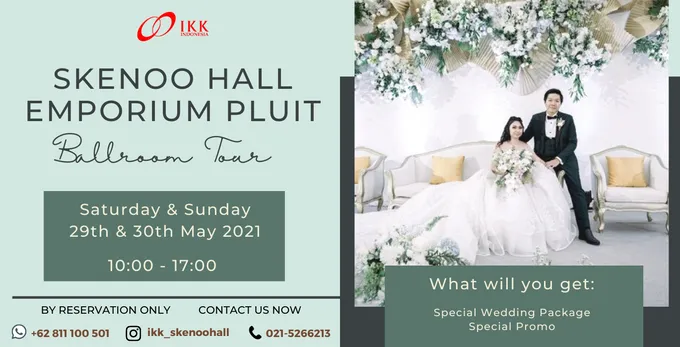 IKK
INDONESIA
SKENOO HALL
EMPORIUM PLUIT
Ballroom Tour
Saturday & Sunday
29th & 30th May 2021
10:00 - 17:00
BY RESERVATION ONLY
CONTACT US NOW
+62 811 100 501
ikk_skenoohall
021-5266213
What will you get:
Special Wedding Package
Special Promo